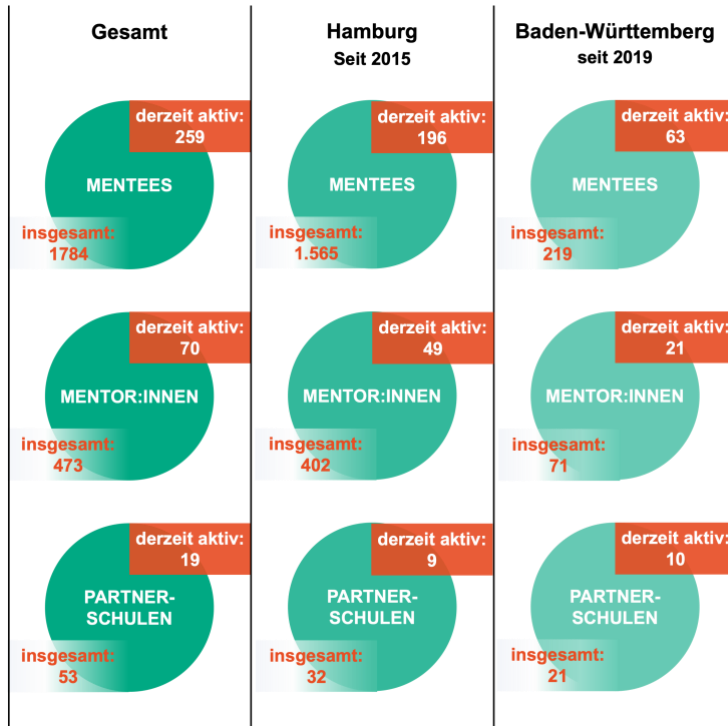 Gesamt
Hamburg
Seit 2015
Baden-Württemberg
seit 2019
derzeit aktiv:
259
MENTEES
insgesamt:
1784
derzeit aktiv:
196
MENTEES
insgesamt:
1.565
derzeit aktiv:
63
MENTEES
insgesamt:
219
derzeit aktiv:
70
MENTOR:INNEN
insgesamt:
473
derzeit aktiv:
49
MENTOR:INNEN
insgesamt:
402
derzeit aktiv:
21
MENTOR:INNEN
insgesamt:
71
derzeit aktiv:
19
PARTNER-
SCHULEN
insgesamt:
53
derzeit aktiv:
9
PARTNER-
SCHULEN
insgesamt:
32
derzeit aktiv:
10
PARTNER-
SCHULEN
insgesamt:
21